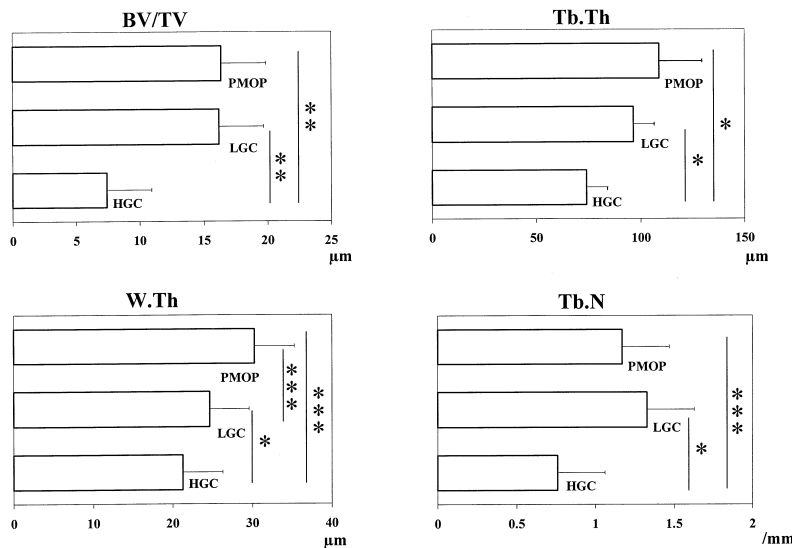 BV/TV
PMOP
**
LGC
**
HGC
0 5 10 15 20 25
µm
Tb.Th
PMOP
*
LGC
*
HGC
0 50 100 150
µm
W.Th
PMOP
***
***
LGC
*
HGC
0 10 20 30 40
µm
Tb.N
PMOP
***
LGC
*
HGC
0 0.5 1 1.5 2
/mm